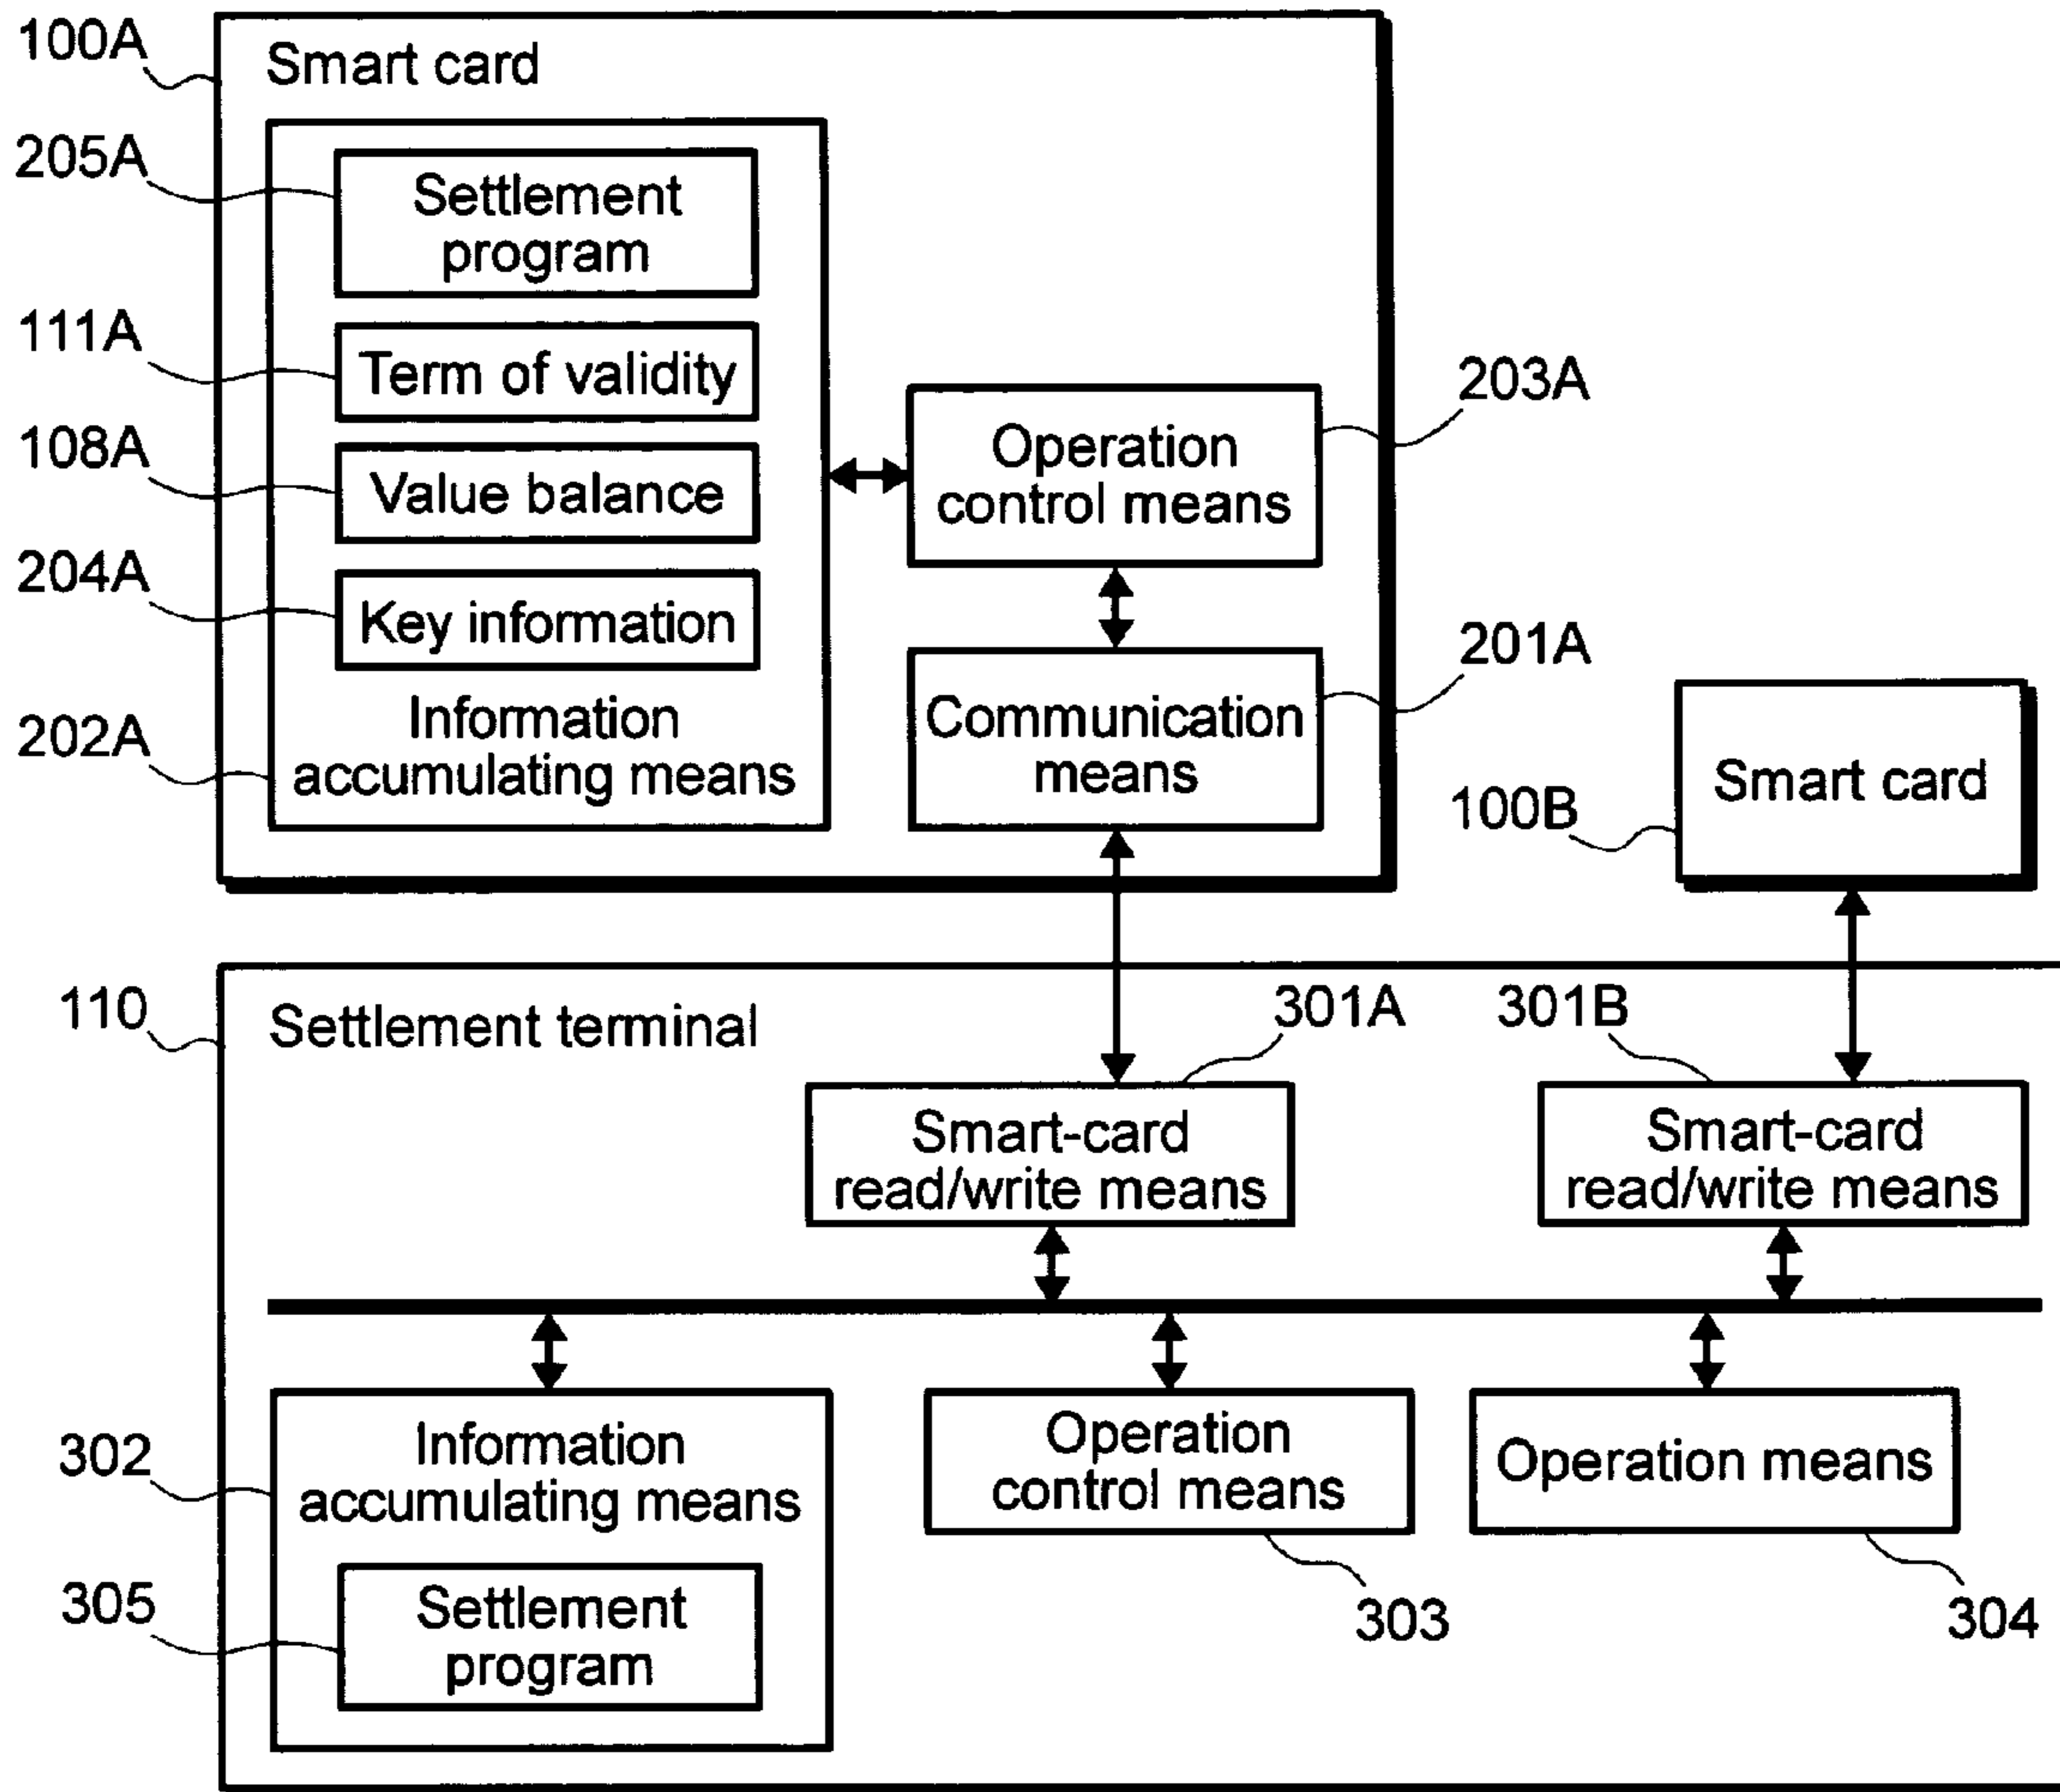 100A
Smart card
205A
Settlement
program
111A
Term of validity
108A
Value balance
203A
Operation
control means
204A
Key information
201A
202A
Information
accumulating means
Communication
means
100B
Smart card
110
Settlement terminal
301A
301B
Smart-card
read/write means
Smart-card
read/write means
302
Information
accumulating means
Operation
control means
Operation means
305
Settlement
program
303
304